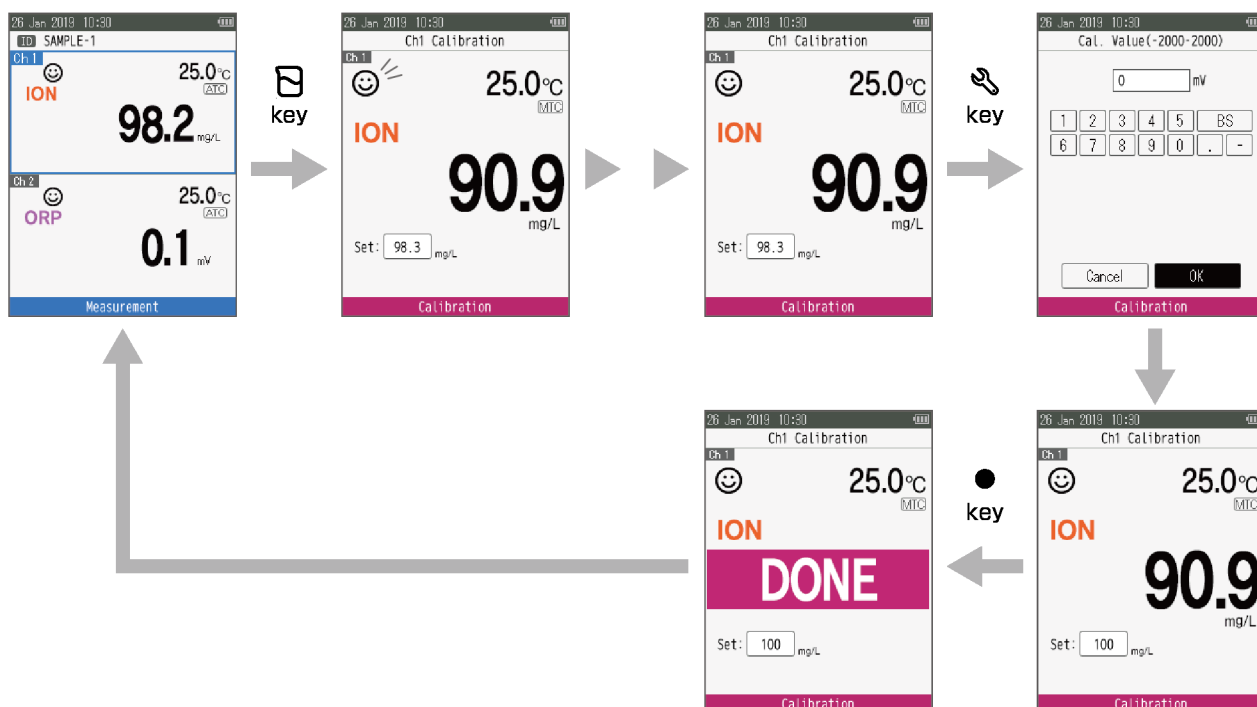 26 Jan 2019 10:30
ID SAMPLE-1
Ch 1
25.0°C
ION
ATC
98.2 mg/L
Ch 2
25.0°C
ORP
ATC
0.1 mV
Measurement
key
26 Jan 2019 10:30
Ch1 Calibration
Ch 1
25.0°C
MTC
ION
90.9
mg/L
Set: 98.3 mg/L
Calibration
26 Jan 2019 10:30
Ch1 Calibration
Ch 1
25.0°C
MTC
ION
90.9
mg/L
Set: 98.3 mg/L
Calibration
key
26 Jan 2019 10:30
Cal. Value(-2000-2000)
0 mV
1 2 3 4 5 BS
6 7 8 9 0 . -
Cancel OK
Calibration
26 Jan 2019 10:30
Ch1 Calibration
Ch 1
25.0°C
MTC
ION
90.9
mg/L
Set: 100 mg/L
Calibration
key
26 Jan 2019 10:30
Ch1 Calibration
Ch 1
25.0°C
MTC
ION
DONE
Set: 100 mg/L
Calibration